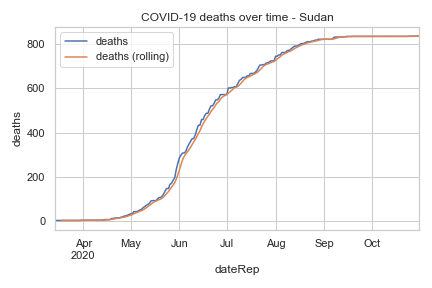 COVID-19 deaths over time - Sudan
deaths
deaths (rolling)
deaths
800
600
400
200
0
Apr May Jun Jul Aug Sep Oct
2020
dateRep